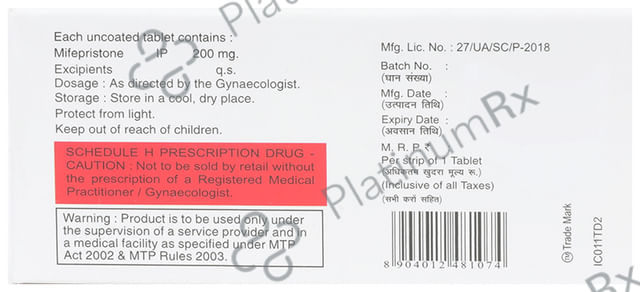 Each uncoated tablet contains :
Mifepristone IP 200 mg.
Excipients q.s.
Dosage : As directed by the Gynaecologist.
Storage : Store in a cool, dry place.
Protect from light.
Keep out of reach of children.
SCHEDULE H PRESCRIPTION DRUG -
CAUTION : Not to be sold by retail without
the prescription of a Registered Medical
Practitioner / Gynaecologist.
Warning : Product is to be used only under
the supervision of a service provider and in
a medical facility as specified under MTP
Act 2002 & MTP Rules 2003.
Mfg. Lic. No. : 27/UA/SC/P-2018
Batch No. :
(घान संख्या)
Mfg. Date :
(उत्पादन तिथि)
Expiry Date :
(अवसान तिथि)
M. R. P. ₹
Per strip of 1 Tablet
(अधिकतम खुदरा मूल्य रू.)
(Inclusive of all Taxes)
(सभी करों सहित)
8 904012 481074
TM Trade Mark
IC011TD2
PlatinumRx